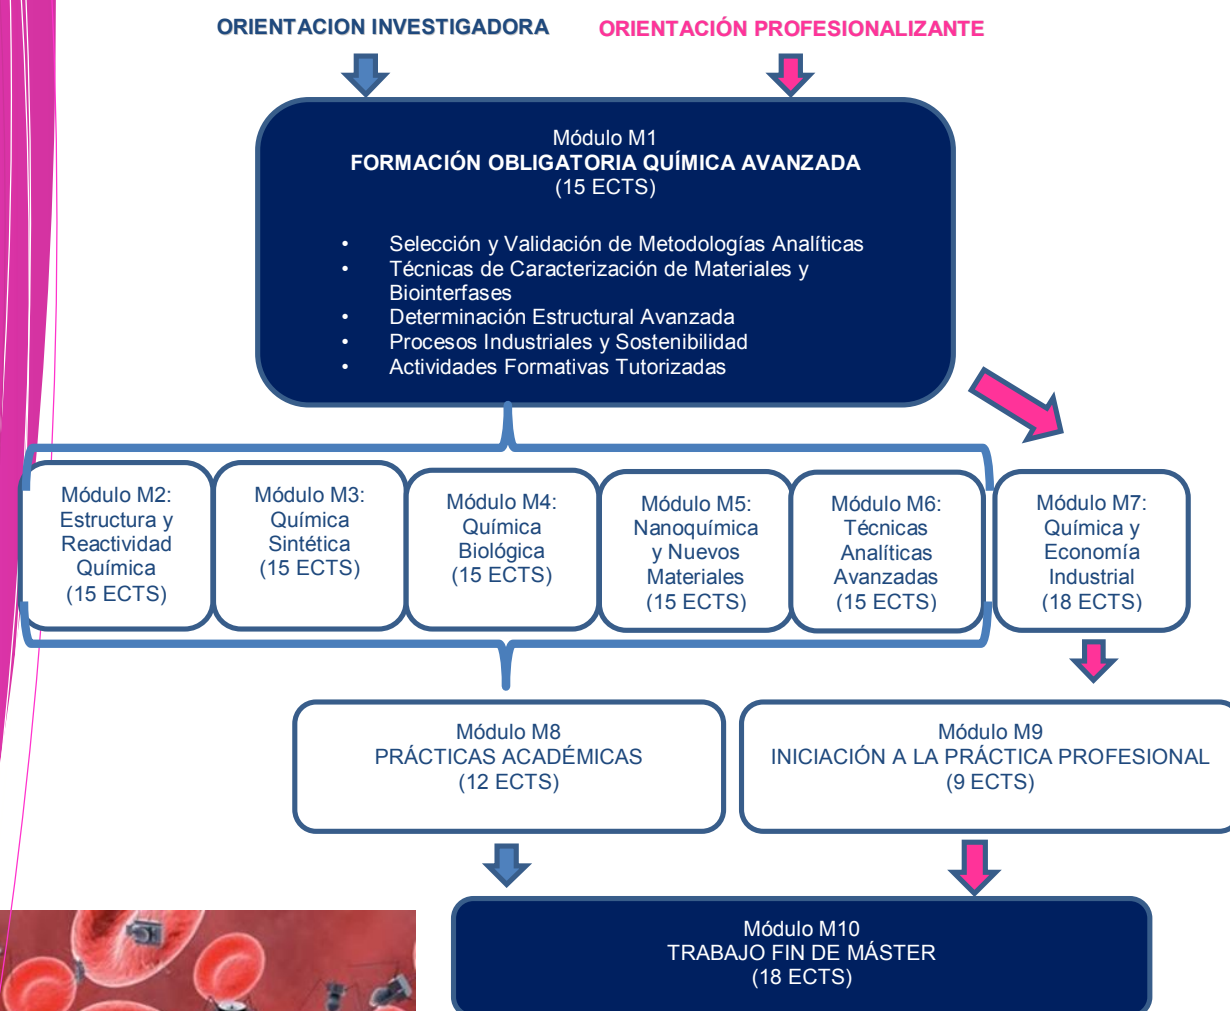 ORIENTACION INVESTIGADORA
ORIENTACIÓN PROFESIONALIZANTE
Módulo M1
FORMACIÓN OBLIGATORIA QUÍMICA AVANZADA
(15 ECTS)
• Selección y Validación de Metodologías Analíticas
• Técnicas de Caracterización de Materiales y
Biointerfases
• Determinación Estructural Avanzada
• Procesos Industriales y Sostenibilidad
• Actividades Formativas Tutorizadas
Módulo M2:
Estructura y
Reactividad
Química
(15 ECTS)
Módulo M3:
Química
Sintética
(15 ECTS)
Módulo M4:
Química
Biológica
(15 ECTS)
Módulo M5:
Nanoquímica
y Nuevos
Materiales
(15 ECTS)
Módulo M6:
Técnicas
Analíticas
Avanzadas
(15 ECTS)
Módulo M7:
Química y
Economía
Industrial
(18 ECTS)
Módulo M8
PRÁCTICAS ACADÉMICAS
(12 ECTS)
Módulo M9
INICIACIÓN A LA PRÁCTICA PROFESIONAL
(9 ECTS)
Módulo M10
TRABAJO FIN DE MÁSTER
(18 ECTS)